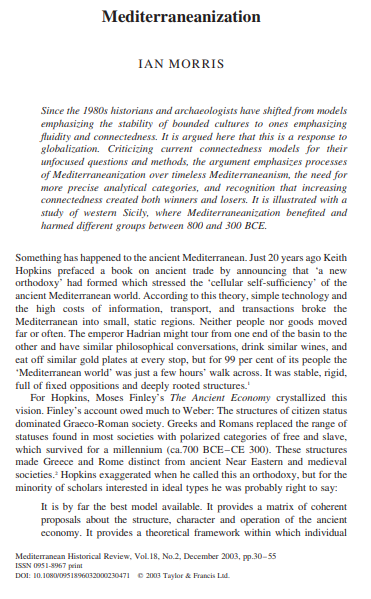 Mediterraneanization
IAN MORRIS
Since the 1980s historians and archaeologists have shifted from models
emphasizing the stability of bounded cultures to ones emphasizing
fluidity and connectedness. It is argued here that this is a response to
globalization. Criticizing current connectedness models for their
unfocused questions and methods, the argument emphasizes processes
of Mediterraneanization over timeless Mediterraneanism, the need for
more precise analytical categories, and recognition that increasing
connectedness created both winners and losers. It is illustrated with a
study of western Sicily, where Mediterraneanization benefited and
harmed different groups between 800 and 300 BCE.
Something has happened to the ancient Mediterranean. Just 20 years ago Keith
Hopkins prefaced a book on ancient trade by announcing that ‘a new
orthodoxy’ had formed which stressed the ‘cellular self-sufficiency’ of the
ancient Mediterranean world. According to this theory, simple technology and
the high costs of information, transport, and transactions broke the
Mediterranean into small, static regions. Neither people nor goods moved
far or often. The emperor Hadrian might tour from one end of the basin to the
other and have similar philosophical conversations, drink similar wines, and
eat off similar gold plates at every stop, but for 99 per cent of its people the
‘Mediterranean world’ was just a few hours’ walk across. It was stable, rigid,
full of fixed oppositions and deeply rooted structures.¹
For Hopkins, Moses Finley’s The Ancient Economy crystallized this
vision. Finley’s account owed much to Weber: The structures of citizen status
dominated Graeco-Roman society. Greeks and Romans replaced the range of
statuses found in most societies with polarized categories of free and slave,
which survived for a millennium (ca.700 BCE–CE 300). These structures
made Greece and Rome distinct from ancient Near Eastern and medieval
societies.² Hopkins exaggerated when he called this an orthodoxy, but for the
minority of scholars interested in ideal types he was probably right to say:
It is by far the best model available. It provides a matrix of coherent
proposals about the structure, character and operation of the ancient
economy. It provides a theoretical framework within which individual
Mediterranean Historical Review, Vol.18, No.2, December 2003, pp.30–55
ISSN 0951-8967 print
DOI: 10.1080/0951896032000230471 © 2003 Taylor & Francis Ltd.